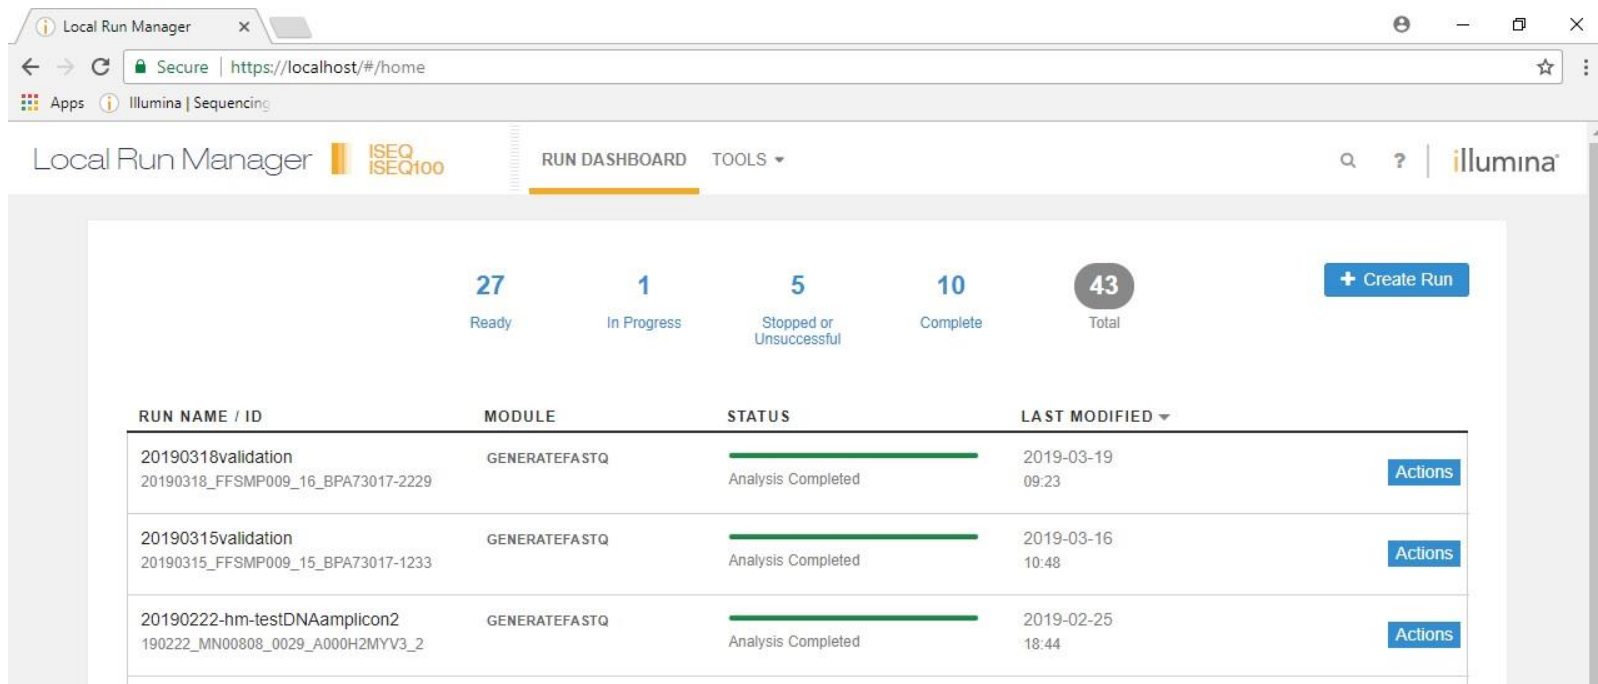 Local Run Manager
Secure | https://localhost/#/home
Apps Illumina | Sequencing
Local Run Manager ISEQ ISEQ100 RUN DASHBOARD TOOLS ? illumina
27 1 5 10 43 + Create Run
Ready In Progress Stopped or Unsuccessful Complete Total
RUN NAME / ID MODULE STATUS LAST MODIFIED
20190318validation GENERATEFASTQ 2019-03-19
20190318_FFSMP009_16_BPA73017-2229 Analysis Completed 09:23 Actions
20190315validation GENERATEFASTQ 2019-03-16
20190315_FFSMP009_15_BPA73017-1233 Analysis Completed 10:48 Actions
20190222-hm-testDNAamplicon2 GENERATEFASTQ 2019-02-25
190222_MN00808_0029_A000H2MYV3_2 Analysis Completed 18:44 Actions